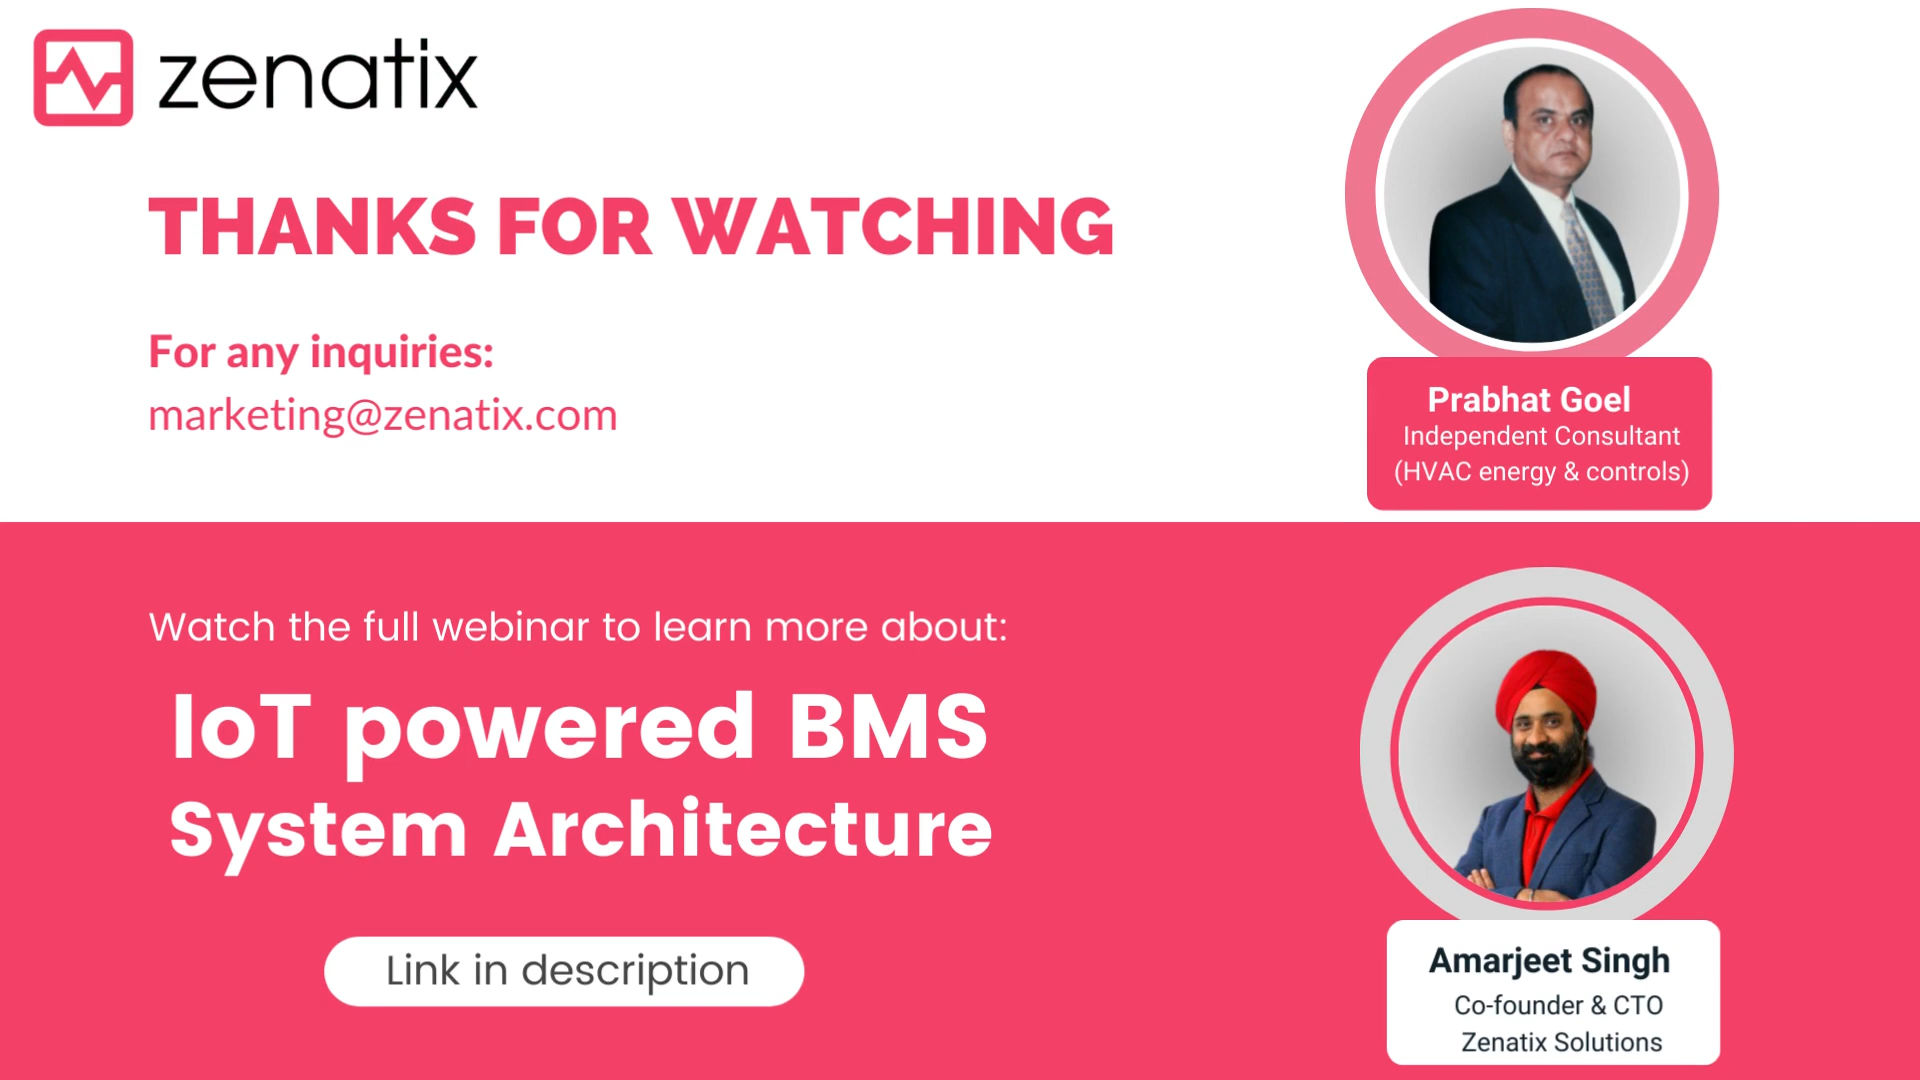 zenatix
THANKS FOR WATCHING
For any inquiries:
marketing@zenatix.com
Prabhat Goel
Independent Consultant
(HVAC energy & controls)
Watch the full webinar to learn more about:
IoT powered BMS
System Architecture
Link in description
Amarjeet Singh
Co-founder & CTO
Zenatix Solutions